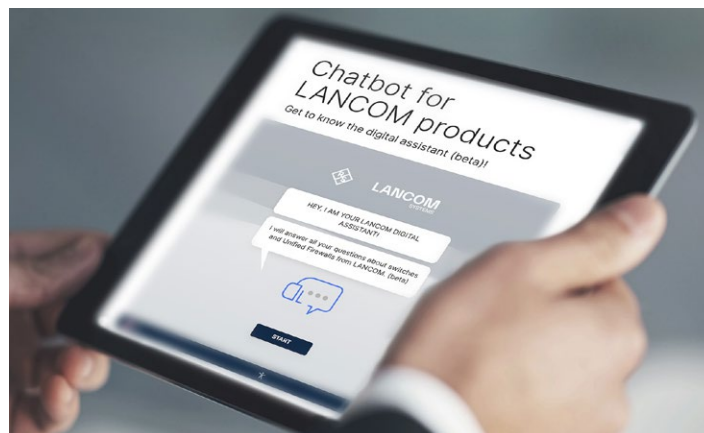 Chatbot for
LANCOM products
Get to know the digital assistant (beta)!
LANCOM
SYSTEMS
HEY, I AM YOUR LANCOM DIGITAL
ASSISTANT!
I will answer all your questions about switches
and Unified Firewalls from LANCOM. (beta)
START